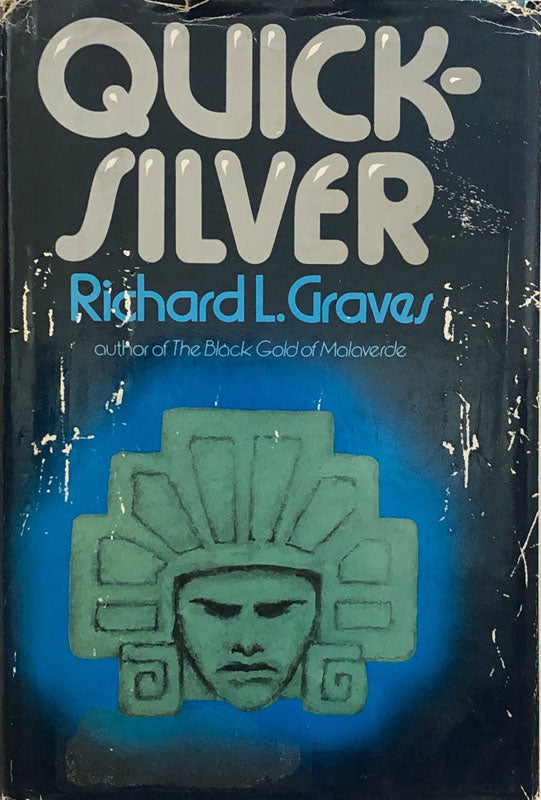 QUICK-
SILVER
Richard L. Graves
author of The Black Gold of Malaverde